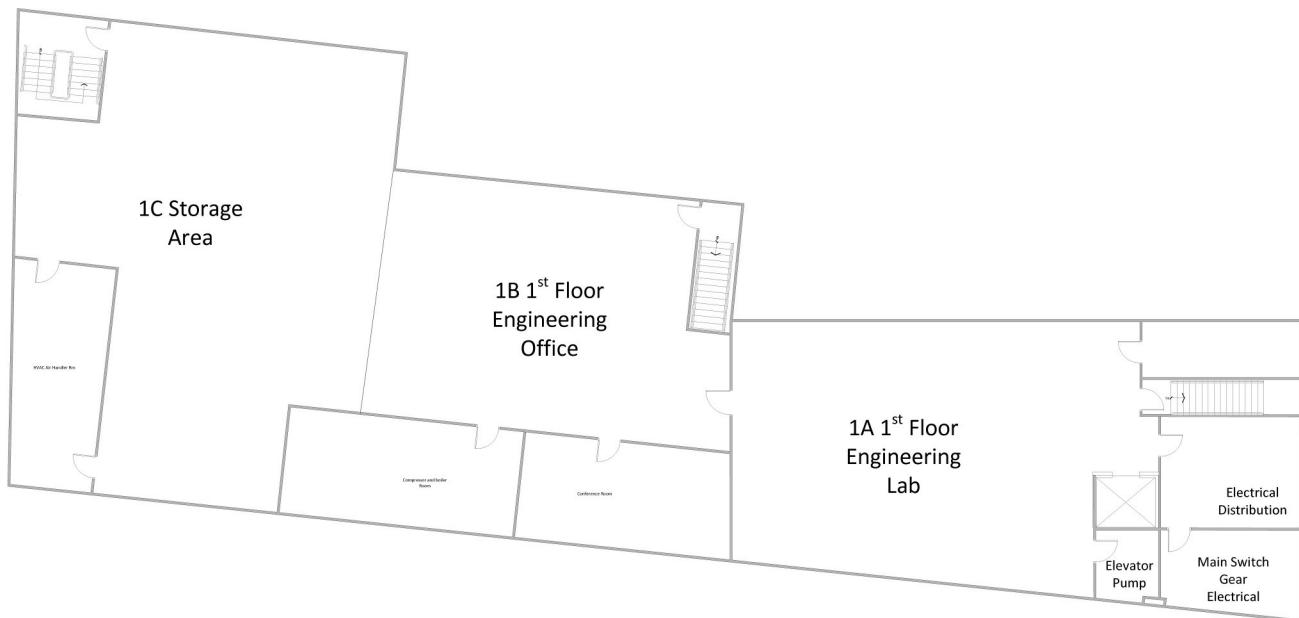 1C Storage
Area
1B 1st Floor
Engineering
Office
HVAC Air Handler Rm
1A 1st Floor
Engineering
Lab
Compressor and boiler
Room
Conference Room
Electrical
Distribution
Elevator
Pump
Main Switch
Gear
Electrical